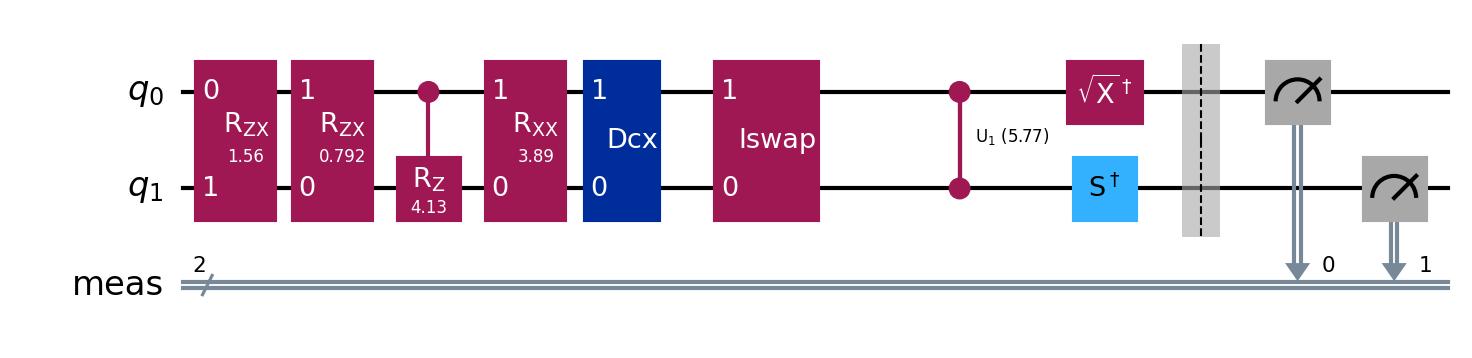 q0 0 RZX 1.56 1 RZX 0.792 0 1 RXX 3.89 0 1 Dcx 0 1 Iswap 0 U1 (5.77) √X †
q1 1 RZ 4.13 S†
meas 2 0 1